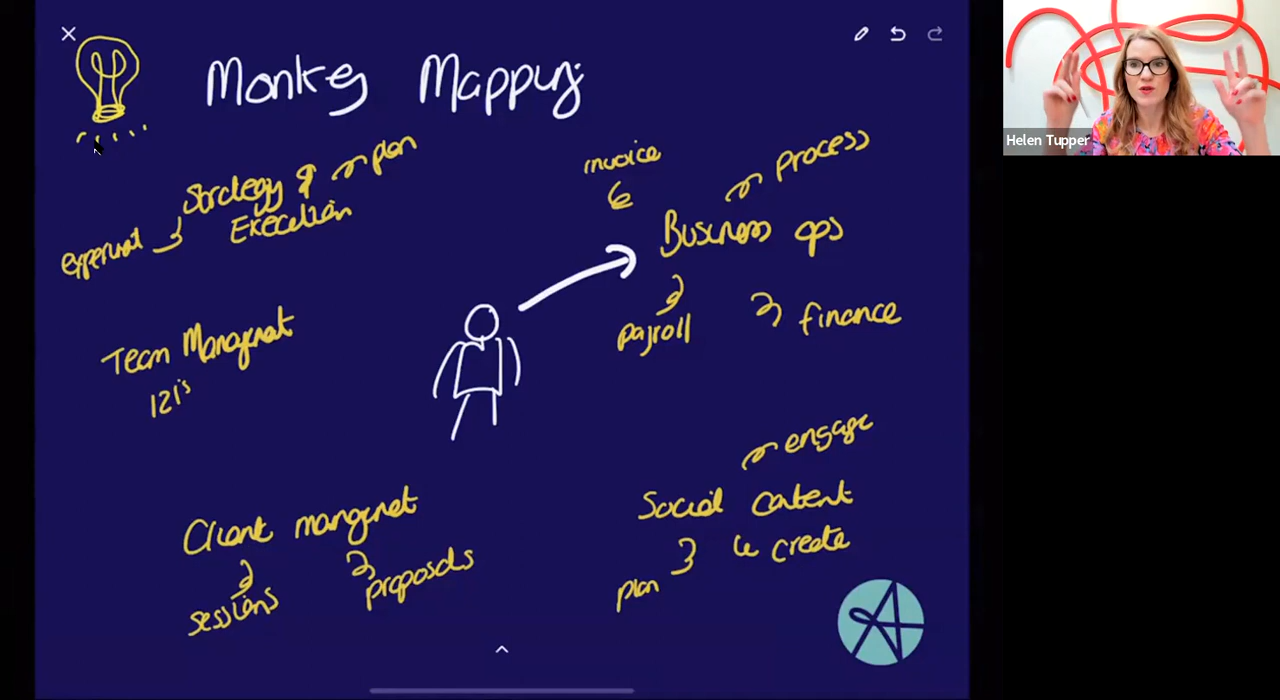 Monkey Mapping
Helen Tupper
Strategy &
Execution
plan
experiment
invoice
process
Business ops
payroll
finance
Team Management
121's
engage
Social content
create
plan
Client management
sessions
proposals